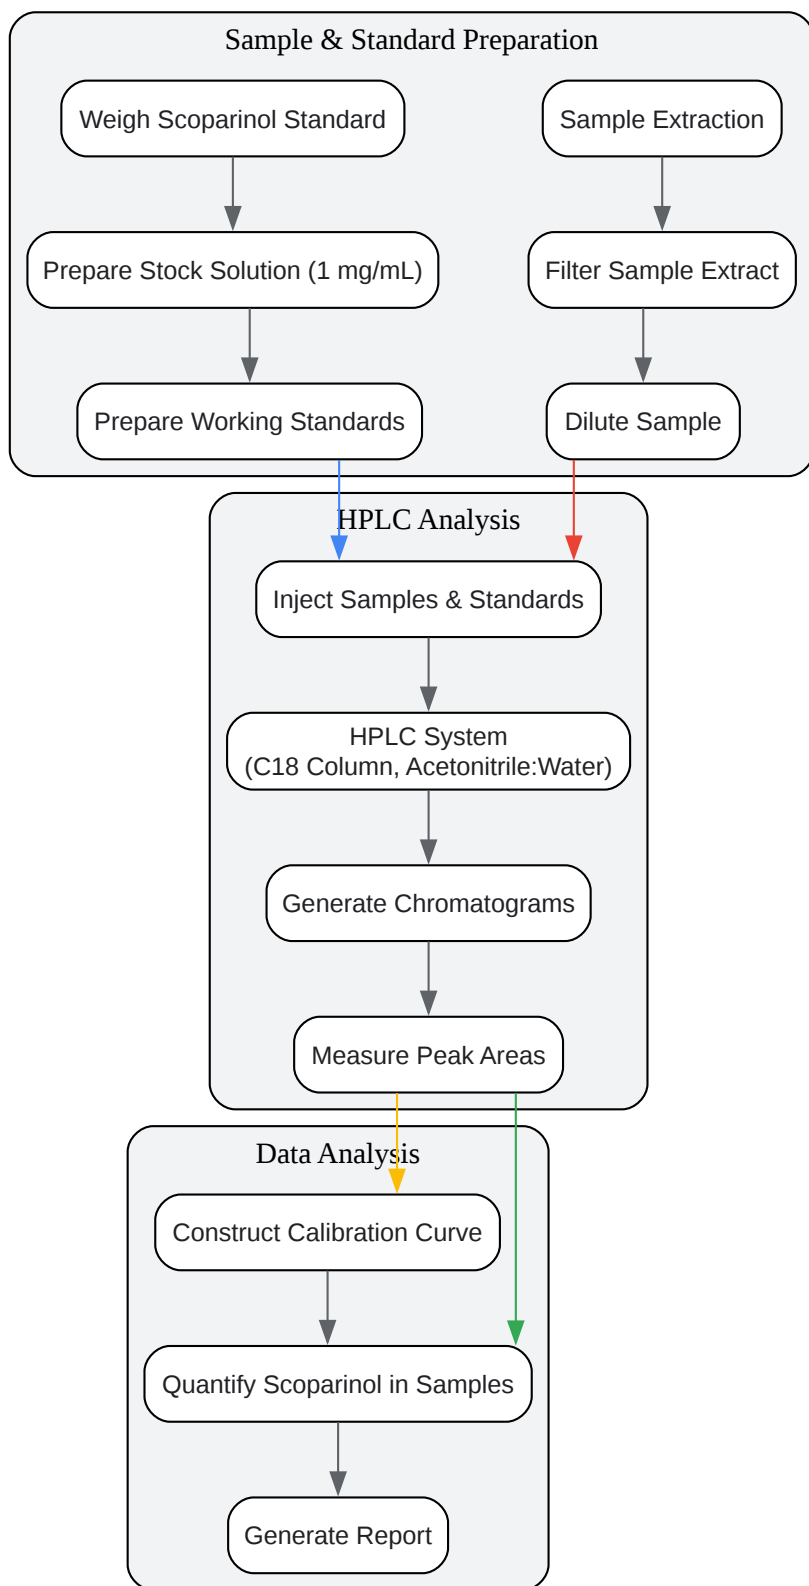 Sample & Standard Preparation
Weigh Scoparinol Standard
Sample Extraction
Prepare Stock Solution (1 mg/mL)
Filter Sample Extract
Prepare Working Standards
Dilute Sample
HPLC Analysis
Inject Samples & Standards
HPLC System
(C18 Column, Acetonitrile:Water)
Generate Chromatograms
Measure Peak Areas
Data Analysis
Construct Calibration Curve
Quantify Scoparinol in Samples
Generate Report